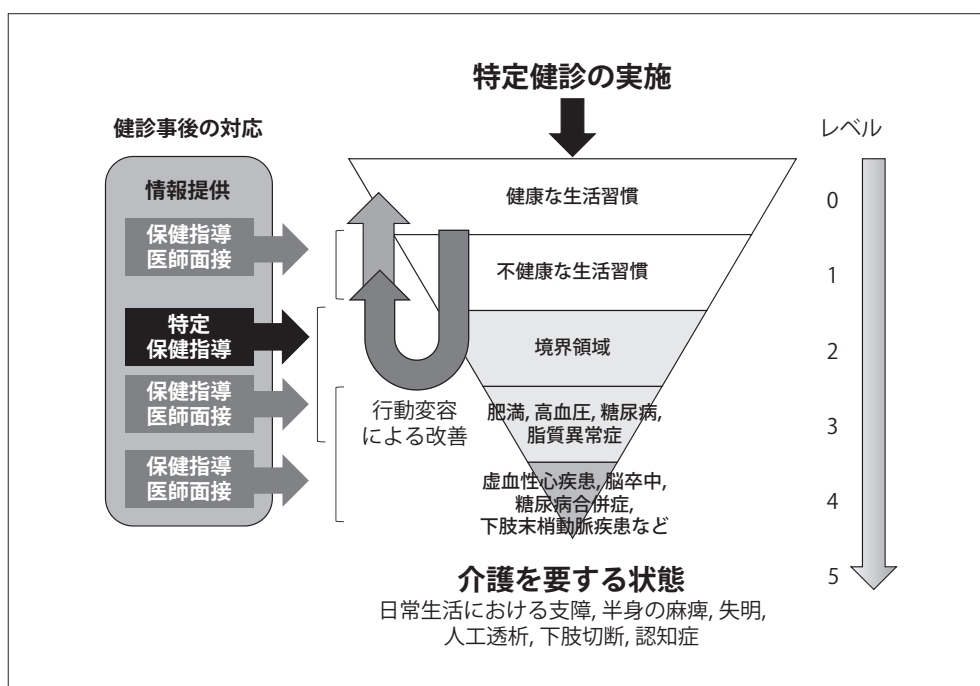 特定健診の実施
健診事後の対応
レベル
情報提供
保健指導
医師面接
特定
保健指導
保健指導
医師面接
保健指導
医師面接
行動変容
による改善
健康な生活習慣
不健康な生活習慣
境界領域
肥満, 高血圧, 糖尿病,
脂質異常症
虚血性心疾患, 脳卒中,
糖尿病合併症,
下肢末梢動脈疾患など
0
1
2
3
4
5
介護を要する状態
日常生活における支障, 半身の麻痺, 失明,
人工透析, 下肢切断, 認知症